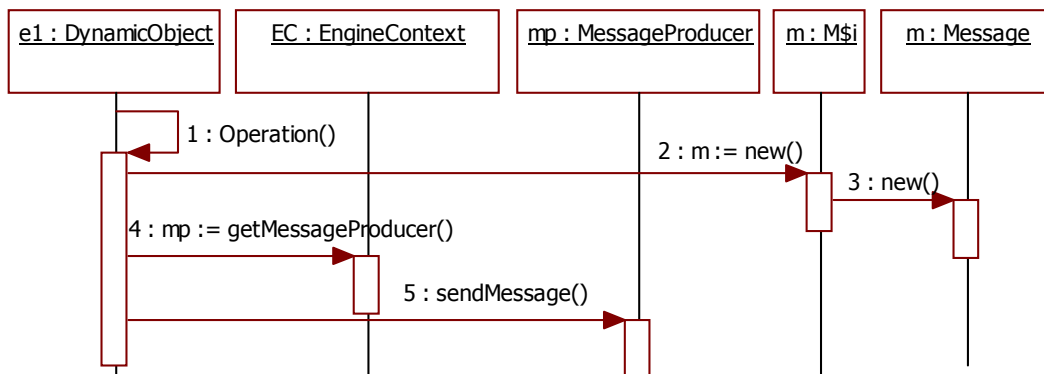 e1 : DynamicObject
EC : EngineContext
mp : MessageProducer
m : M$i
m : Message
1 : Operation()
2 : m := new()
3 : new()
4 : mp := getMessageProducer()
5 : sendMessage()